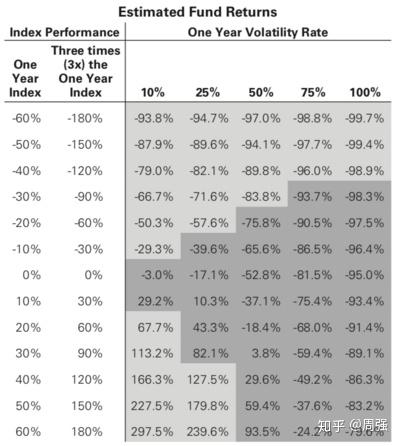 Estimated Fund Returns
Index Performance One Year Volatility Rate
One Year Index Three times (3x) the One Year Index 10% 25% 50% 75% 100%
-60% -180% -93.8% -94.7% -97.0% -98.8% -99.7%
-50% -150% -87.9% -89.6% -94.1% -97.7% -99.4%
-40% -120% -79.0% -82.1% -89.8% -96.0% -98.9%
-30% -90% -66.7% -71.6% -83.8% -93.7% -98.3%
-20% -60% -50.3% -57.6% -75.8% -90.5% -97.5%
-10% -30% -29.3% -39.6% -65.6% -86.5% -96.4%
0% 0% -3.0% -17.1% -52.8% -81.5% -95.0%
10% 30% 29.2% 10.3% -37.1% -75.4% -93.4%
20% 60% 67.7% 43.3% -18.4% -68.0% -91.4%
30% 90% 113.2% 82.1% 3.8% -59.4% -89.1%
40% 120% 166.3% 127.5% 29.6% -49.2% -86.3%
50% 150% 227.5% 179.8% 59.4% -37.6% -83.2%
60% 180% 297.5% 239.6% 93.5% -24.2%
知乎 @周强